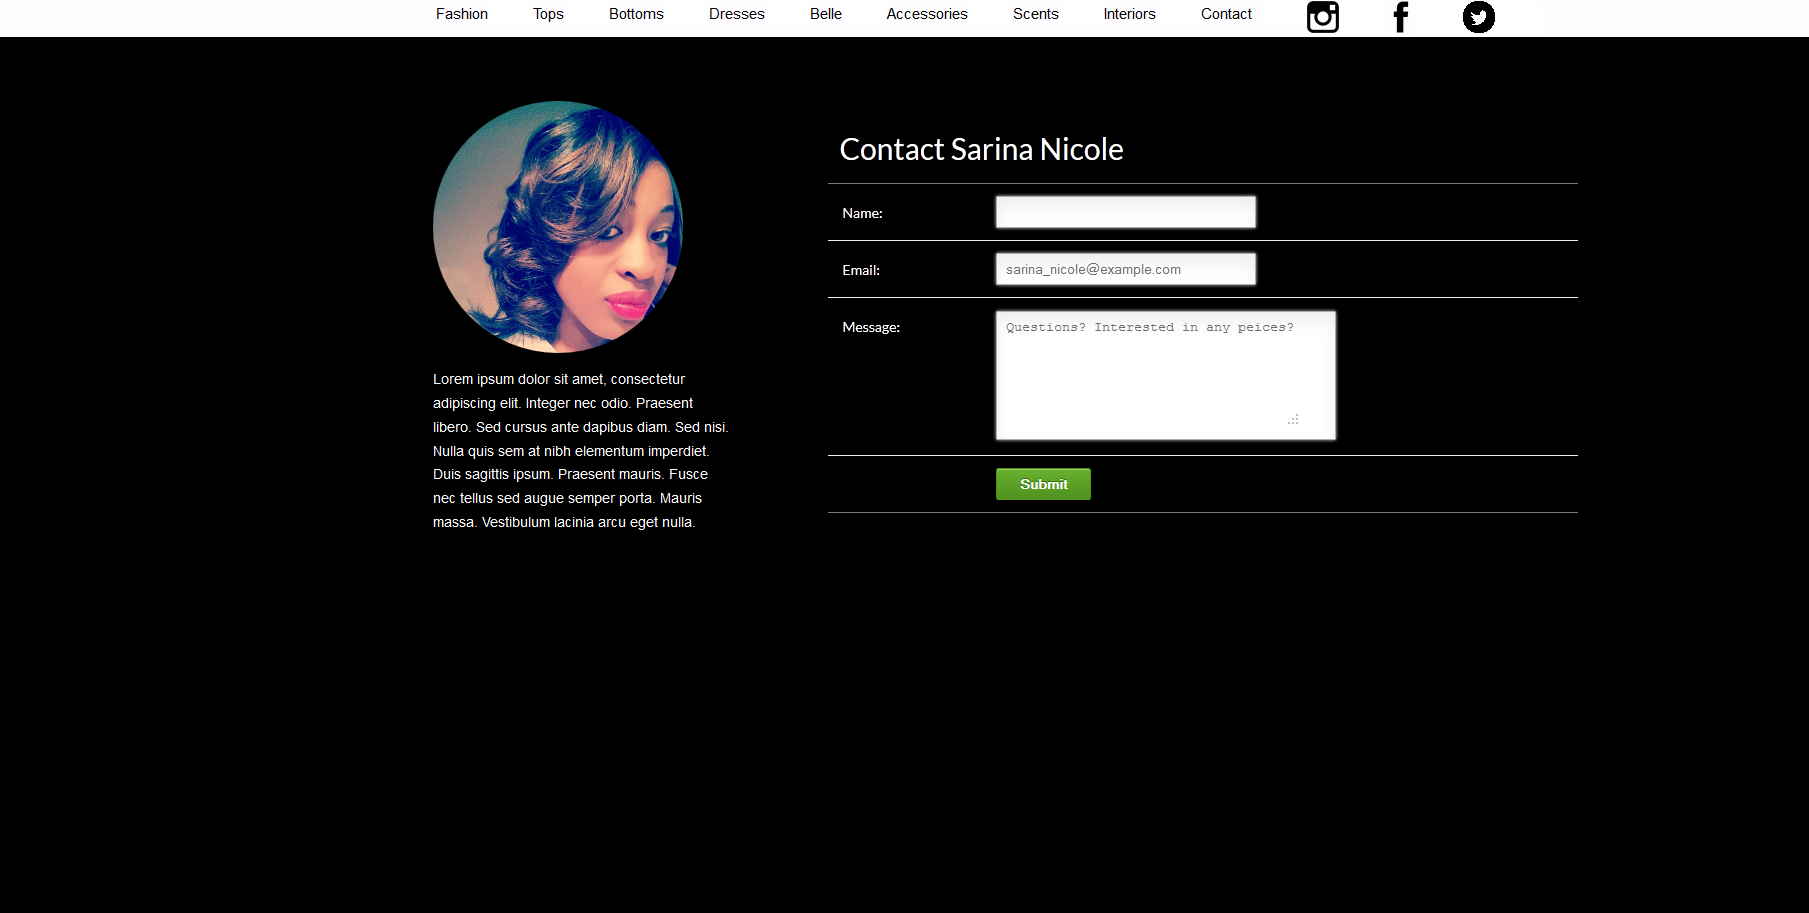 Fashion Tops Bottoms Dresses Belle Accessories Scents Interiors Contact
Contact Sarina Nicole
Name:
Email: sarina_nicole@example.com
Message: Questions? Interested in any peices?
Submit
Lorem ipsum dolor sit amet, consectetur
adipiscing elit. Integer nec odio. Praesent
libero. Sed cursus ante dapibus diam. Sed nisi.
Nulla quis sem at nibh elementum imperdiet.
Duis sagittis ipsum. Praesent mauris. Fusce
nec tellus sed augue semper porta. Mauris
massa. Vestibulum lacinia arcu eget nulla.